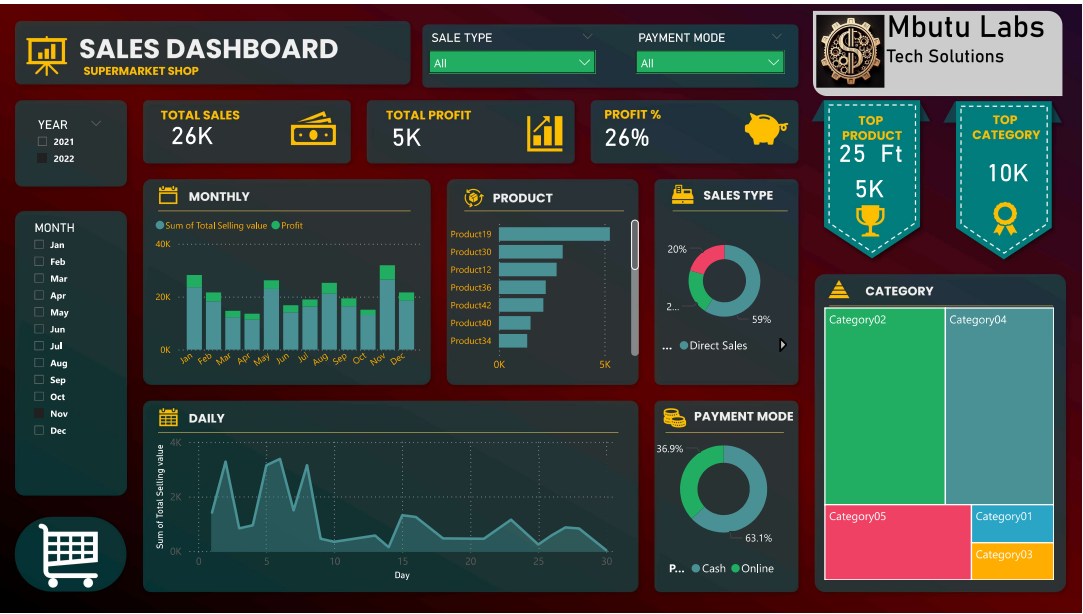 SALES DASHBOARD
SUPERMARKET SHOP
SALE TYPE
All
PAYMENT MODE
All
Mbutu Labs
Tech Solutions
YEAR
2021
2022
TOTAL SALES
26K
TOTAL PROFIT
5K
PROFIT %
26%
TOP
PRODUCT
25 Ft
5K
TOP
CATEGORY
10K
MONTH
Jan
Feb
Mar
Apr
May
Jun
Jul
Aug
Sep
Oct
Nov
Dec
MONTHLY
Sum of Total Selling value
Profit
40K
20K
0K
Jan
Feb
Mar
Apr
May
Jun
Jul
Aug
Sep
Oct
Nov
Dec
PRODUCT
Product19
Product30
Product12
Product36
Product42
Product40
Product34
0K
5K
SALES TYPE
20%
2...
59%
... Direct Sales
CATEGORY
Category02
Category04
Category05
Category01
Category03
DAILY
Sum of Total Selling value
4K
2K
0K
0
5
10
15
20
25
30
Day
PAYMENT MODE
36.9%
63.1%
P... Cash Online